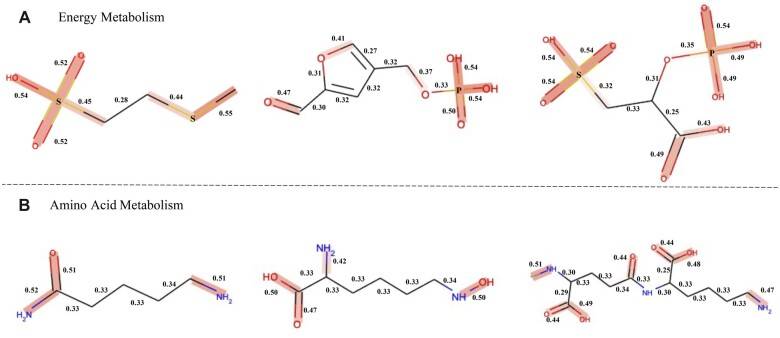 A Energy Metabolism
O
0.52
HO
0.54
S
0.45
0.28
0.44
S
0.55
0.52
O
0.41
O
0.27
0.31
0.32
0.32
0.32
0.47
O
0.30
0.37
O
0.33
OH
0.54
P
OH
0.54
0.50
O
HO
0.54
O
0.54
S
O
0.54
0.32
0.33
0.31
O
0.35
O
0.54
P
OH
0.49
0.49
OH
0.25
0.43
OH
0.49
O
B Amino Acid Metabolism
O
0.51
0.52
H₂N
0.33
0.33
0.33
0.34
0.51
NH₂
NH₂
0.42
HO
0.50
0.33
0.47
O
0.33
0.33
0.33
0.33
0.34
NH
OH
0.50
0.51
NH
0.30
0.29
0.49
OH
0.44
O
0.33
0.33
0.34
0.44
O
0.33
NH
0.30
0.25
0.44
O
OH
0.48
0.33
0.33
0.33
0.33
0.47
NH₂